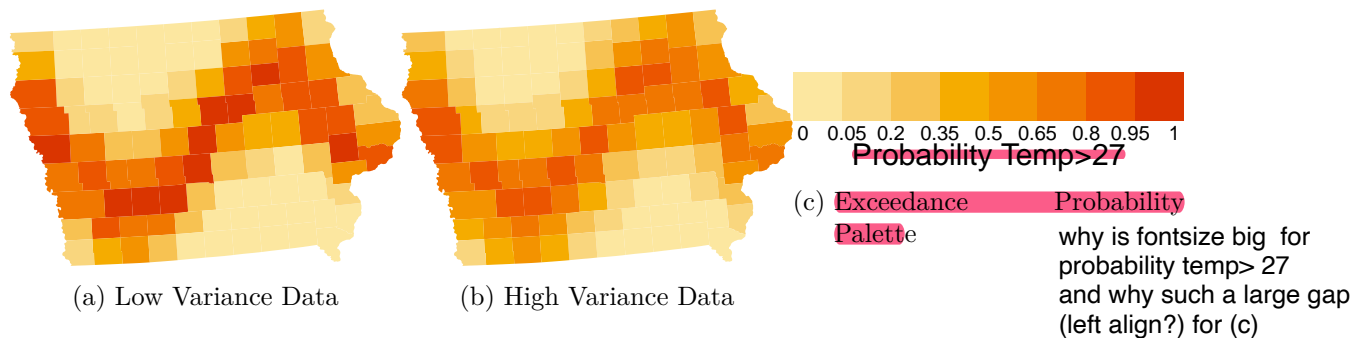 0 0.05 0.2 0.35 0.5 0.65 0.8 0.95 1
Probability Temp>27
(c) Exceedance Probability
Palette
why is fontsize big for
probability temp> 27
and why such a large gap
(left align?) for (c)
(a) Low Variance Data
(b) High Variance Data